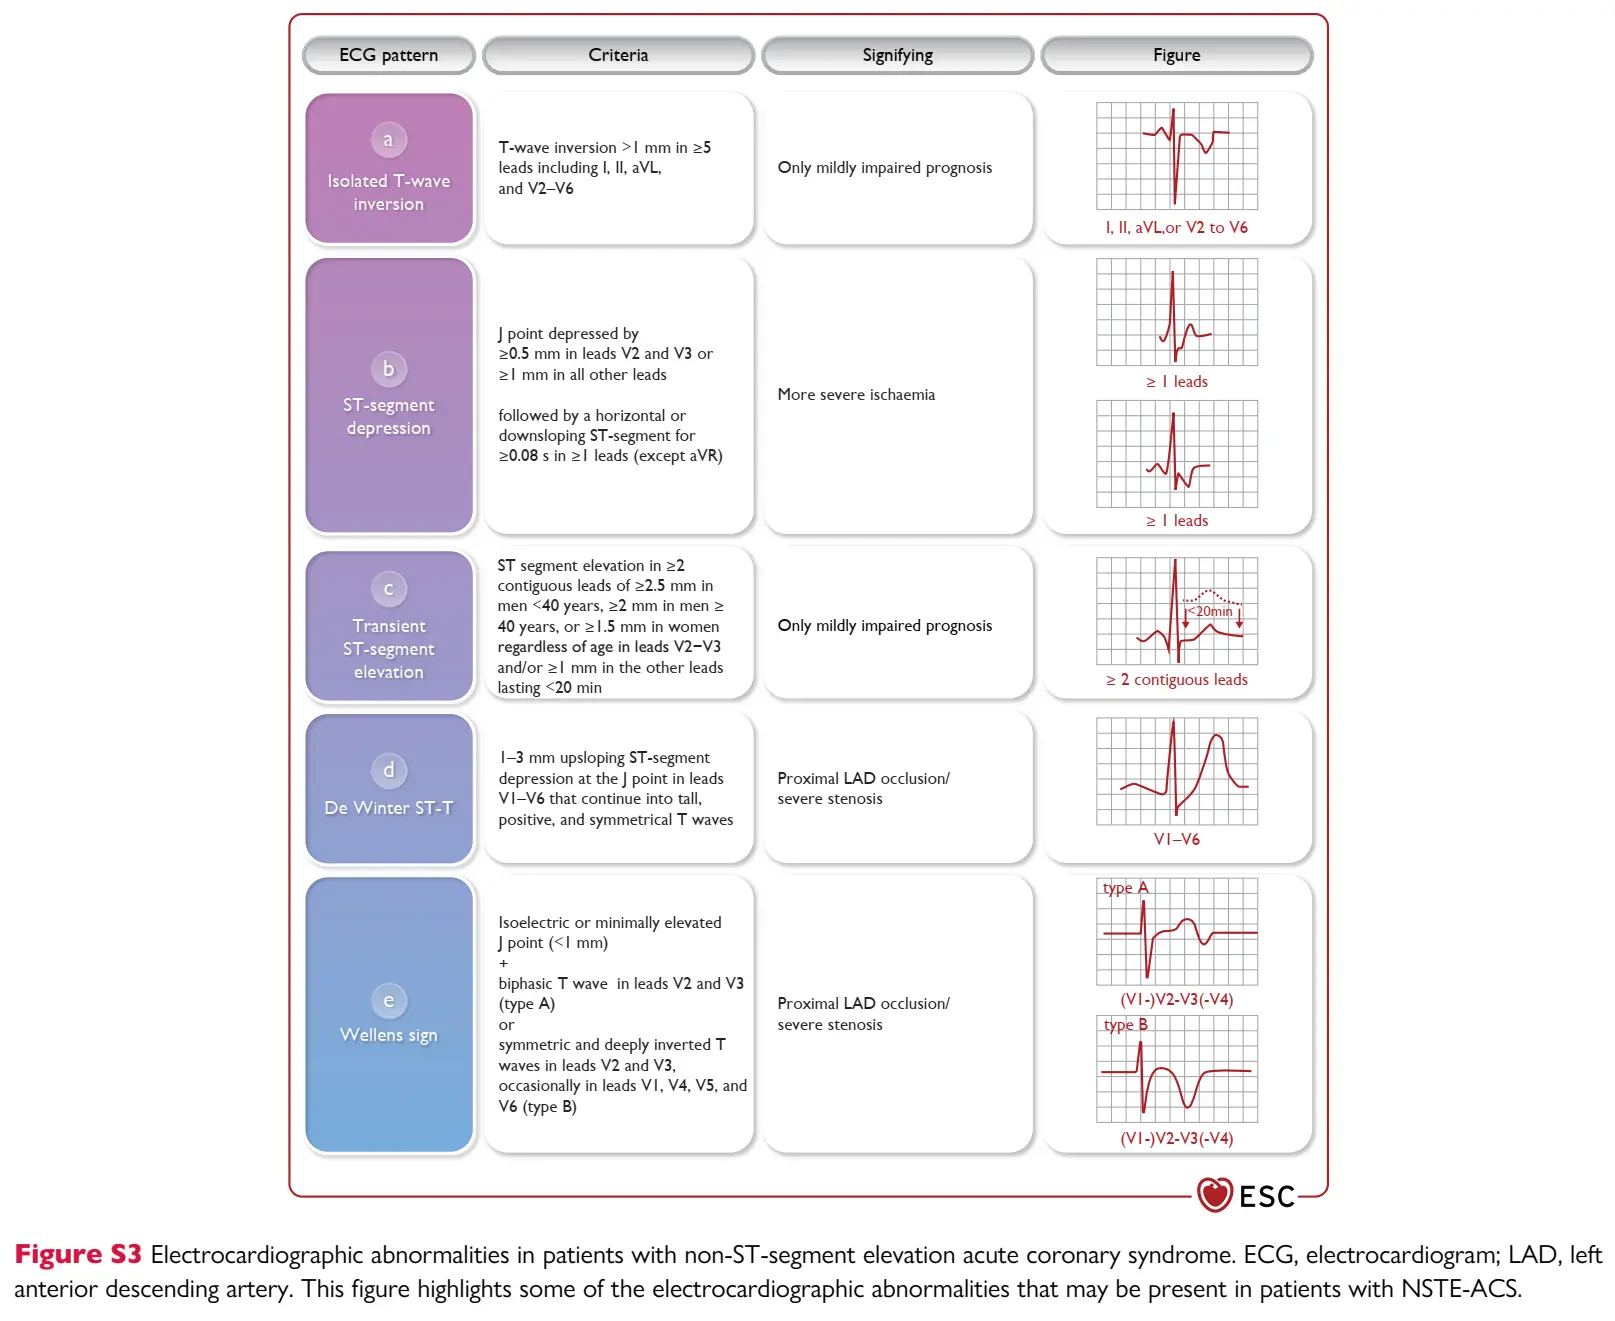 ECG pattern
Criteria
Signifying
Figure
a
Isolated T-wave
inversion
T-wave inversion >1 mm in ≥5
leads including I, II, aVL,
and V2–V6
Only mildly impaired prognosis
I, II, aVL,or V2 to V6
b
ST-segment
depression
J point depressed by
≥0.5 mm in leads V2 and V3 or
≥1 mm in all other leads
followed by a horizontal or
downsloping ST-segment for
≥0.08 s in ≥1 leads (except aVR)
More severe ischaemia
≥ 1 leads
≥ 1 leads
c
Transient
ST-segment
elevation
ST segment elevation in ≥2
contiguous leads of ≥2.5 mm in
men <40 years, ≥2 mm in men ≥
40 years, or ≥1.5 mm in women
regardless of age in leads V2–V3
and/or ≥1 mm in the other leads
lasting <20 min
Only mildly impaired prognosis
<20min
≥ 2 contiguous leads
d
De Winter ST-T
1–3 mm upsloping ST-segment
depression at the J point in leads
V1–V6 that continue into tall,
positive, and symmetrical T waves
Proximal LAD occlusion/
severe stenosis
V1–V6
e
Wellens sign
Isoelectric or minimally elevated
J point (<1 mm)
+
biphasic T wave in leads V2 and V3
(type A)
or
symmetric and deeply inverted T
waves in leads V2 and V3,
occasionally in leads V1, V4, V5, and
V6 (type B)
Proximal LAD occlusion/
severe stenosis
type A
(V1-)V2-V3(-V4)
type B
(V1-)V2-V3(-V4)
ESC
Figure S3 Electrocardiographic abnormalities in patients with non-ST-segment elevation acute coronary syndrome. ECG, electrocardiogram; LAD, left
anterior descending artery. This figure highlights some of the electrocardiographic abnormalities that may be present in patients with NSTE-ACS.